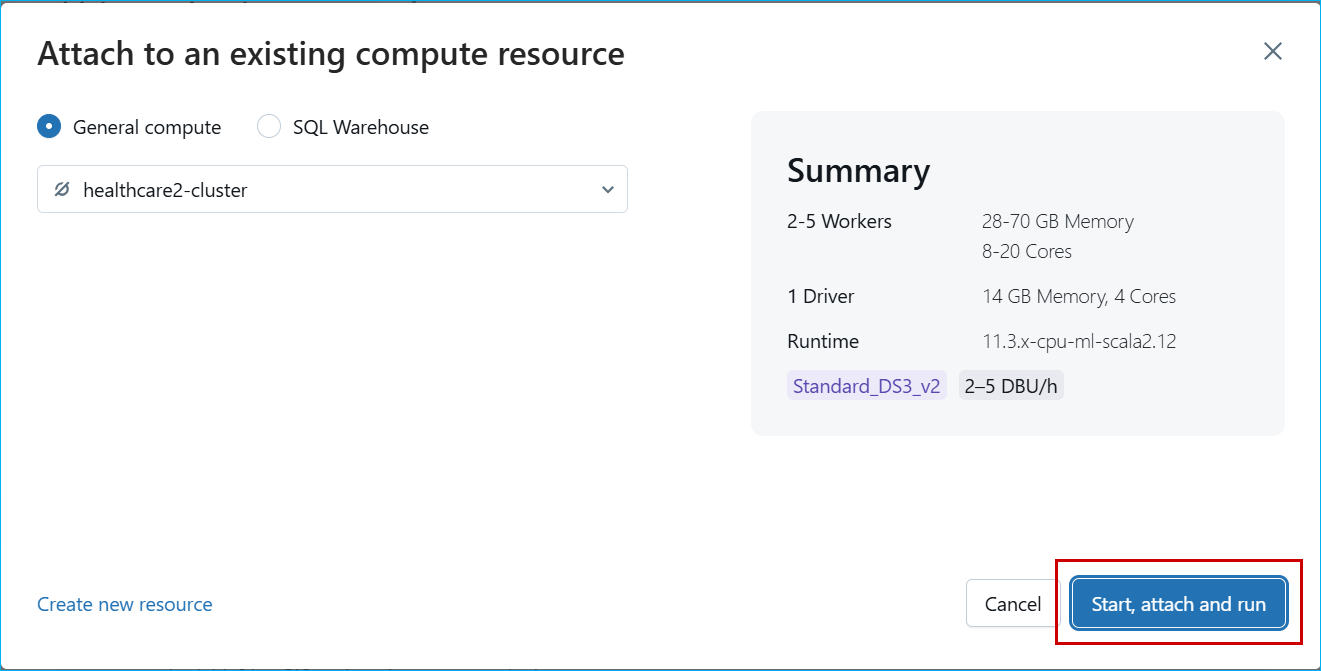 Attach to an existing compute resource
General compute
SQL Warehouse
healthcare2-cluster
Summary
2-5 Workers 28-70 GB Memory
8-20 Cores
1 Driver 14 GB Memory, 4 Cores
Runtime 11.3.x-cpu-ml-scala2.12
Standard_DS3_v2 2–5 DBU/h
Create new resource
Cancel
Start, attach and run